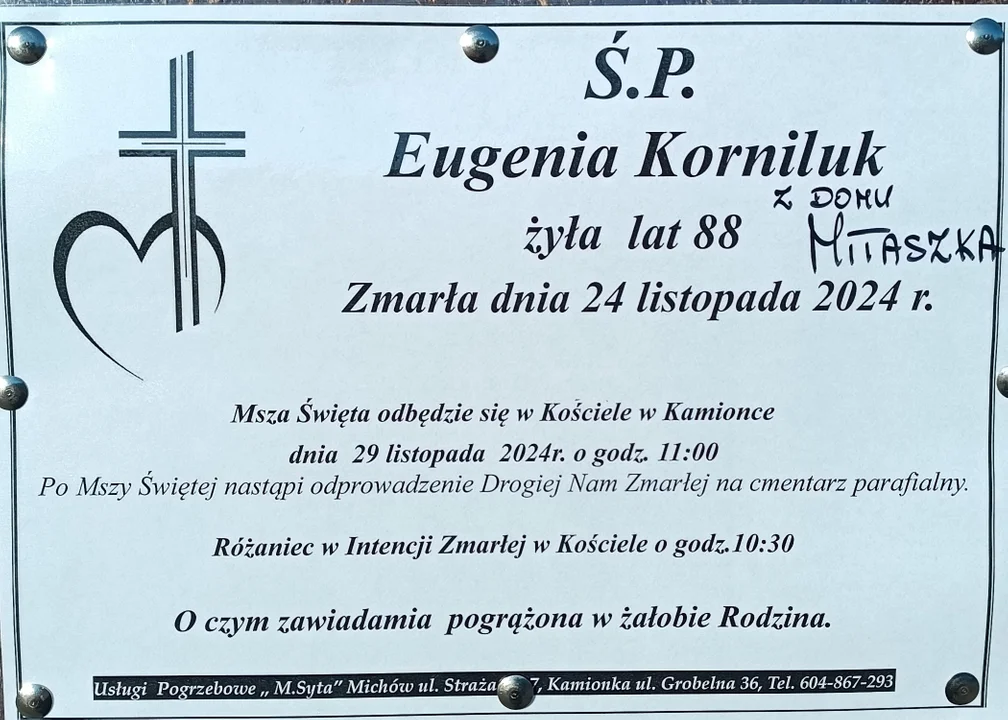 Ś.P.
Eugenia Korniluk
Z DOMU
MITASZKA
żyła lat 88
Zmarła dnia 24 listopada 2024 r.
Msza Święta odbędzie się w Kościele w Kamionce
dnia 29 listopada 2024r. o godz. 11:00
Po Mszy Świętej nastąpi odprowadzenie Drogiej Nam Zmarłej na cmentarz parafialny.
Różaniec w Intencji Zmarłej w Kościele o godz.10:30
O czym zawiadamia pogrążona w żałobie Rodzina.
Usługi Pogrzebowe „ M.Syta” Michów ul. , Kamionka ul. Grobelna 36, Tel. 604-867-293